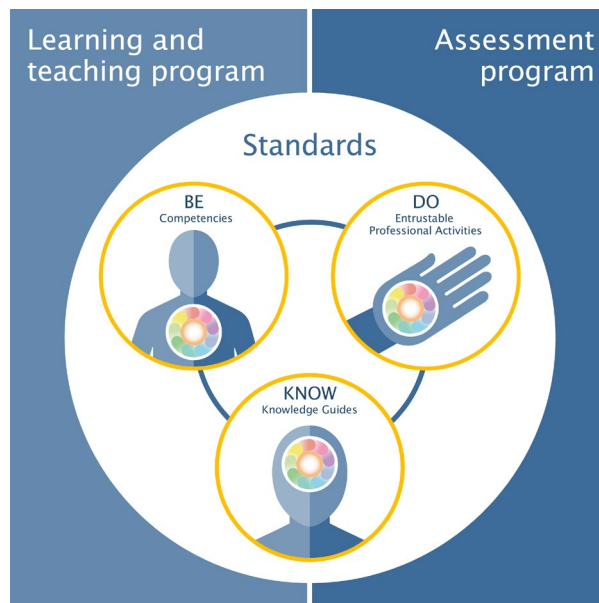 Learning and
teaching program
Assessment
program
Standards
BE
Competencies
DO
Entrustable
Professional Activities
KNOW
Knowledge Guides